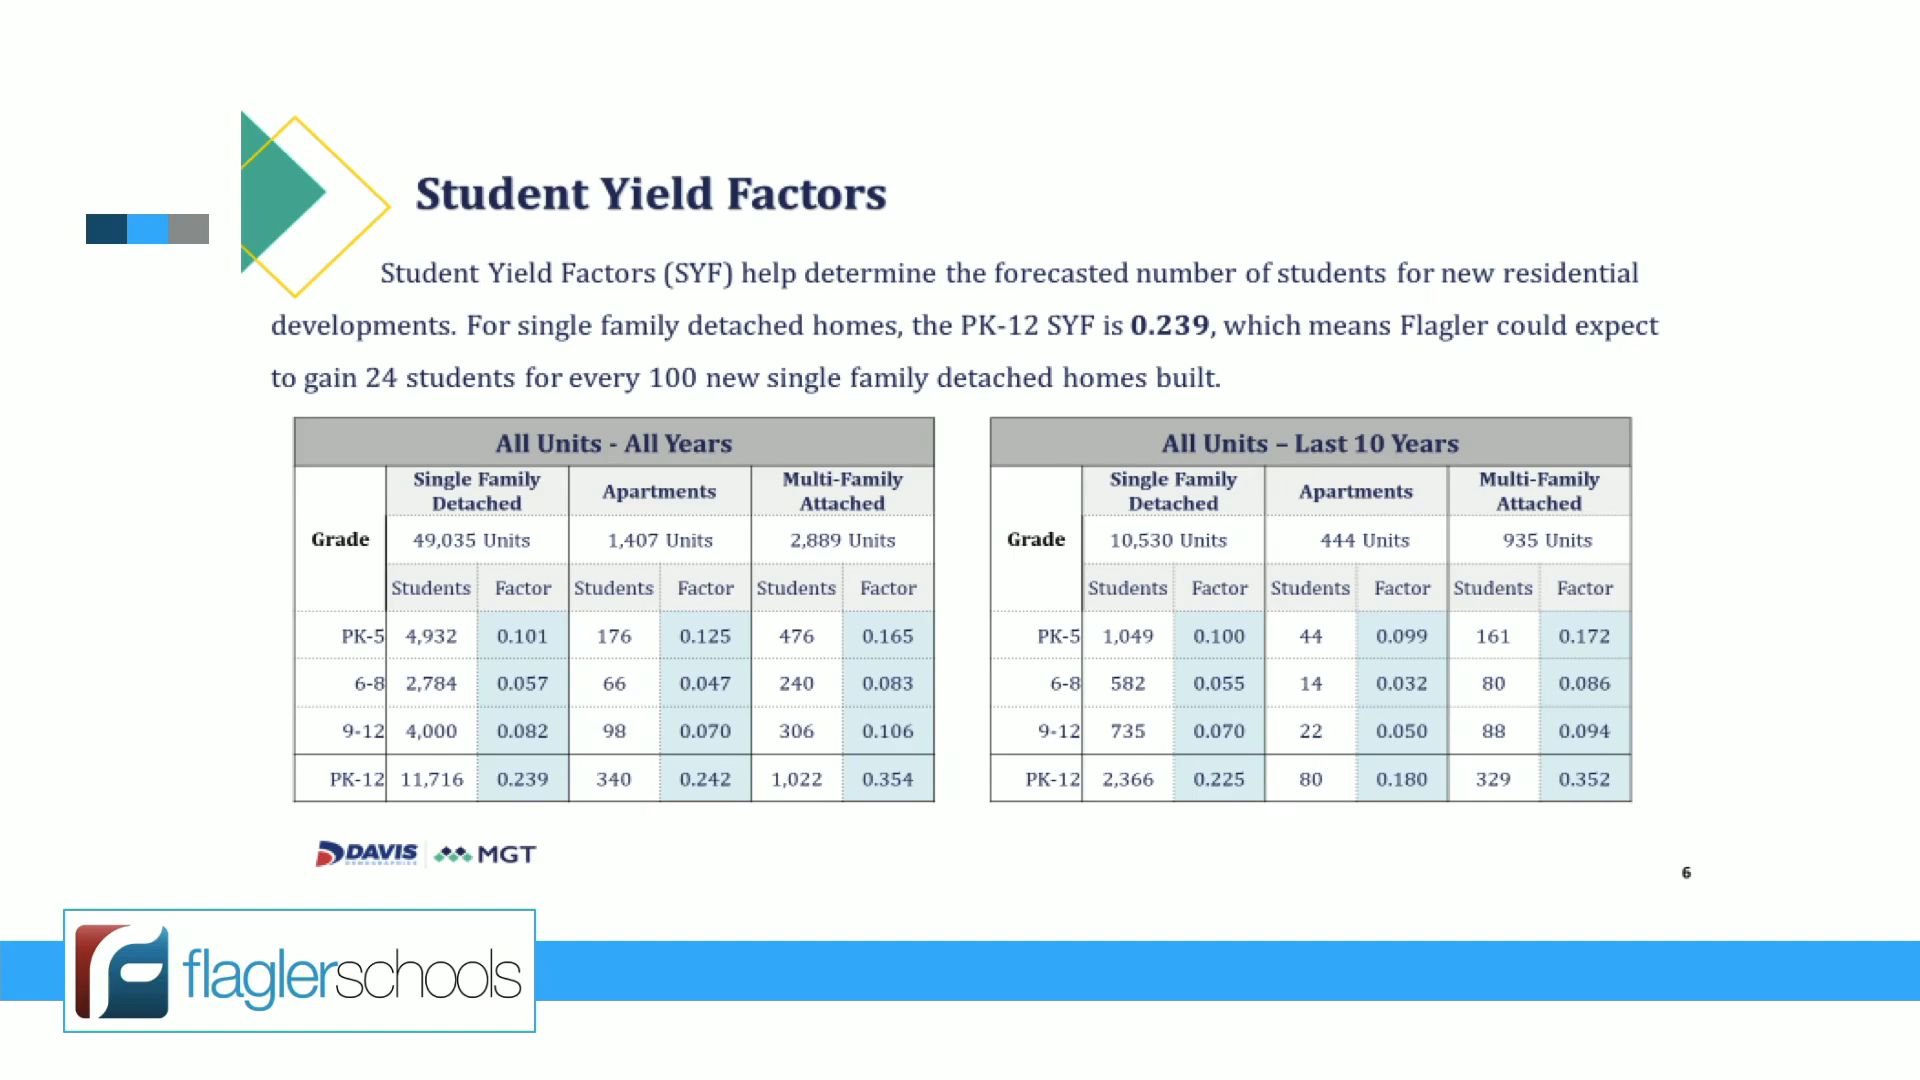 Student Yield Factors
Student Yield Factors (SYF) help determine the forecasted number of students for new residential
developments. For single family detached homes, the PK-12 SYF is 0.239, which means Flagler could expect
to gain 24 students for every 100 new single family detached homes built.
All Units - All Years
Single Family Detached Apartments Multi-Family Attached
Grade 49,035 Units 1,407 Units 2,889 Units
Students Factor Students Factor Students Factor
PK-5 4,932 0.101 176 0.125 476 0.165
6-8 2,784 0.057 66 0.047 240 0.083
9-12 4,000 0.082 98 0.070 306 0.106
PK-12 11,716 0.239 340 0.242 1,022 0.354
All Units – Last 10 Years
Single Family Detached Apartments Multi-Family Attached
Grade 10,530 Units 444 Units 935 Units
Students Factor Students Factor Students Factor
PK-5 1,049 0.100 44 0.099 161 0.172
6-8 582 0.055 14 0.032 80 0.086
9-12 735 0.070 22 0.050 88 0.094
PK-12 2,366 0.225 80 0.180 329 0.352
DAVIS MGT
6
flaglerschools